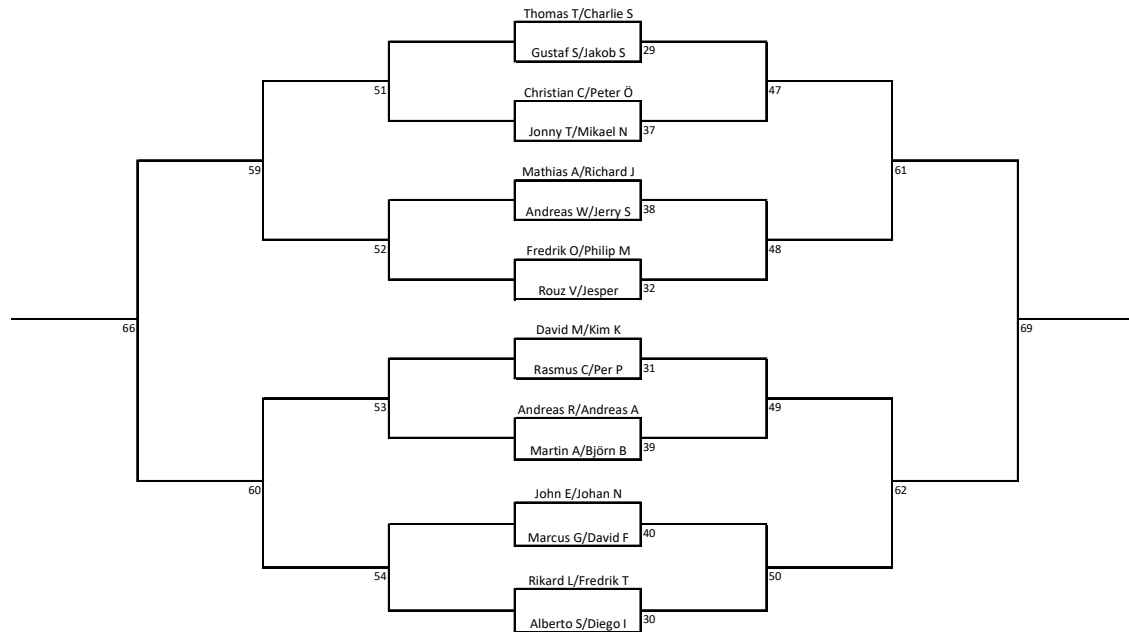 Thomas T/Charlie S
Gustaf S/Jakob S 29
51 47
Christian C/Peter Ö
Jonny T/Mikael N 37
59 61
Mathias A/Richard J
Andreas W/Jerry S 38
52 48
Fredrik O/Philip M
Rouz V/Jesper 32
66 69
David M/Kim K
Rasmus C/Per P 31
53 49
Andreas R/Andreas A
Martin A/Björn B 39
60 62
John E/Johan N
Marcus G/David F 40
54 50
Rikard L/Fredrik T
Alberto S/Diego I 30